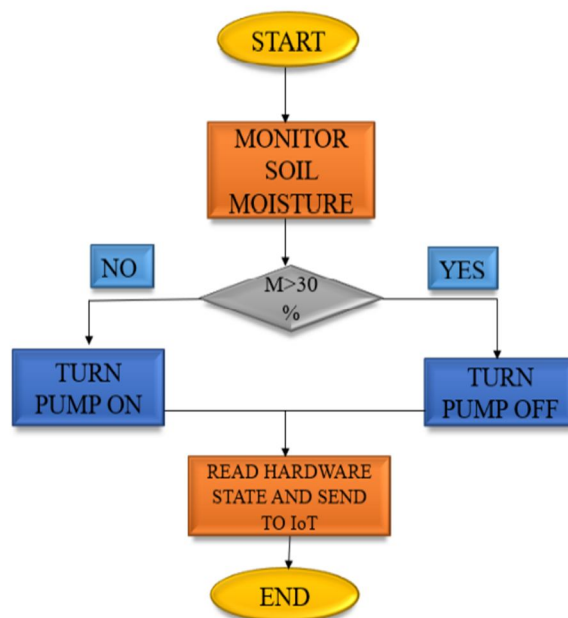 START
MONITOR
SOIL
MOISTURE
NO
YES
M>30
%
TURN
PUMP ON
TURN
PUMP OFF
READ HARDWARE
STATE AND SEND
TO IoT
END